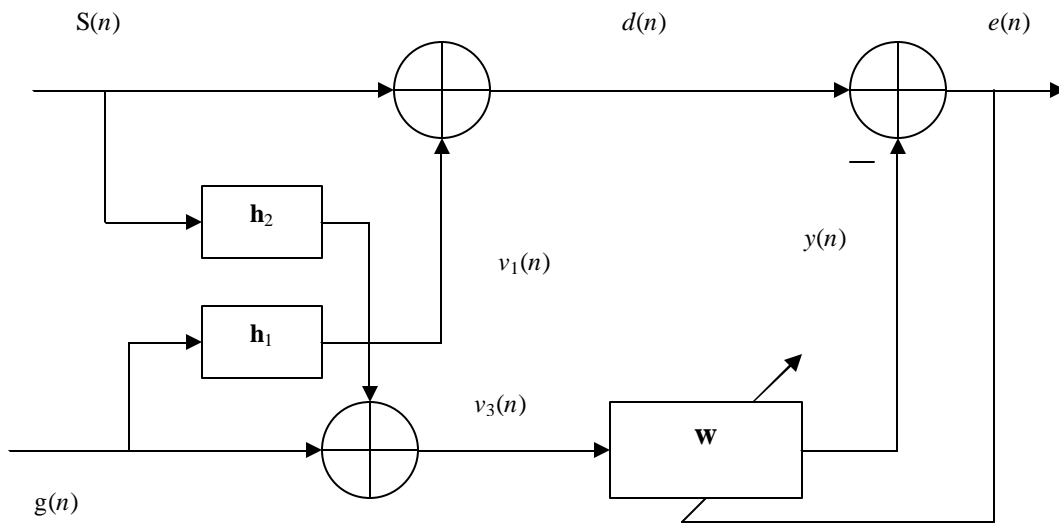 S(n)
d(n)
e(n)
h₂
—
y(n)
v₁(n)
h₁
v₃(n)
w
g(n)